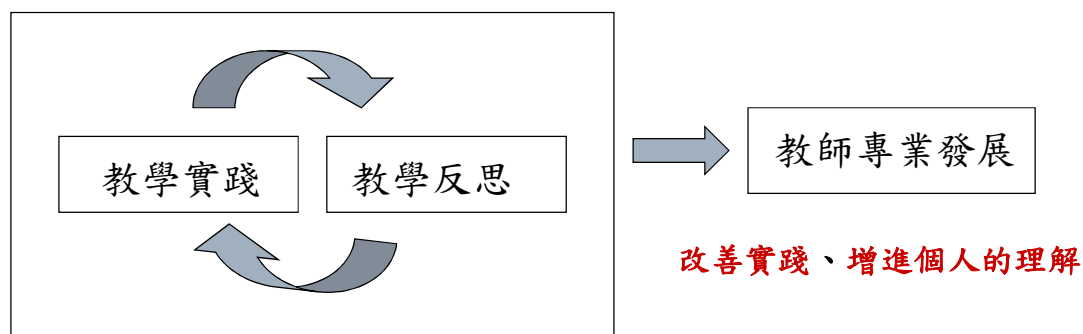 教學實踐
教學反思
教師專業發展
改善實踐、增進個人的理解